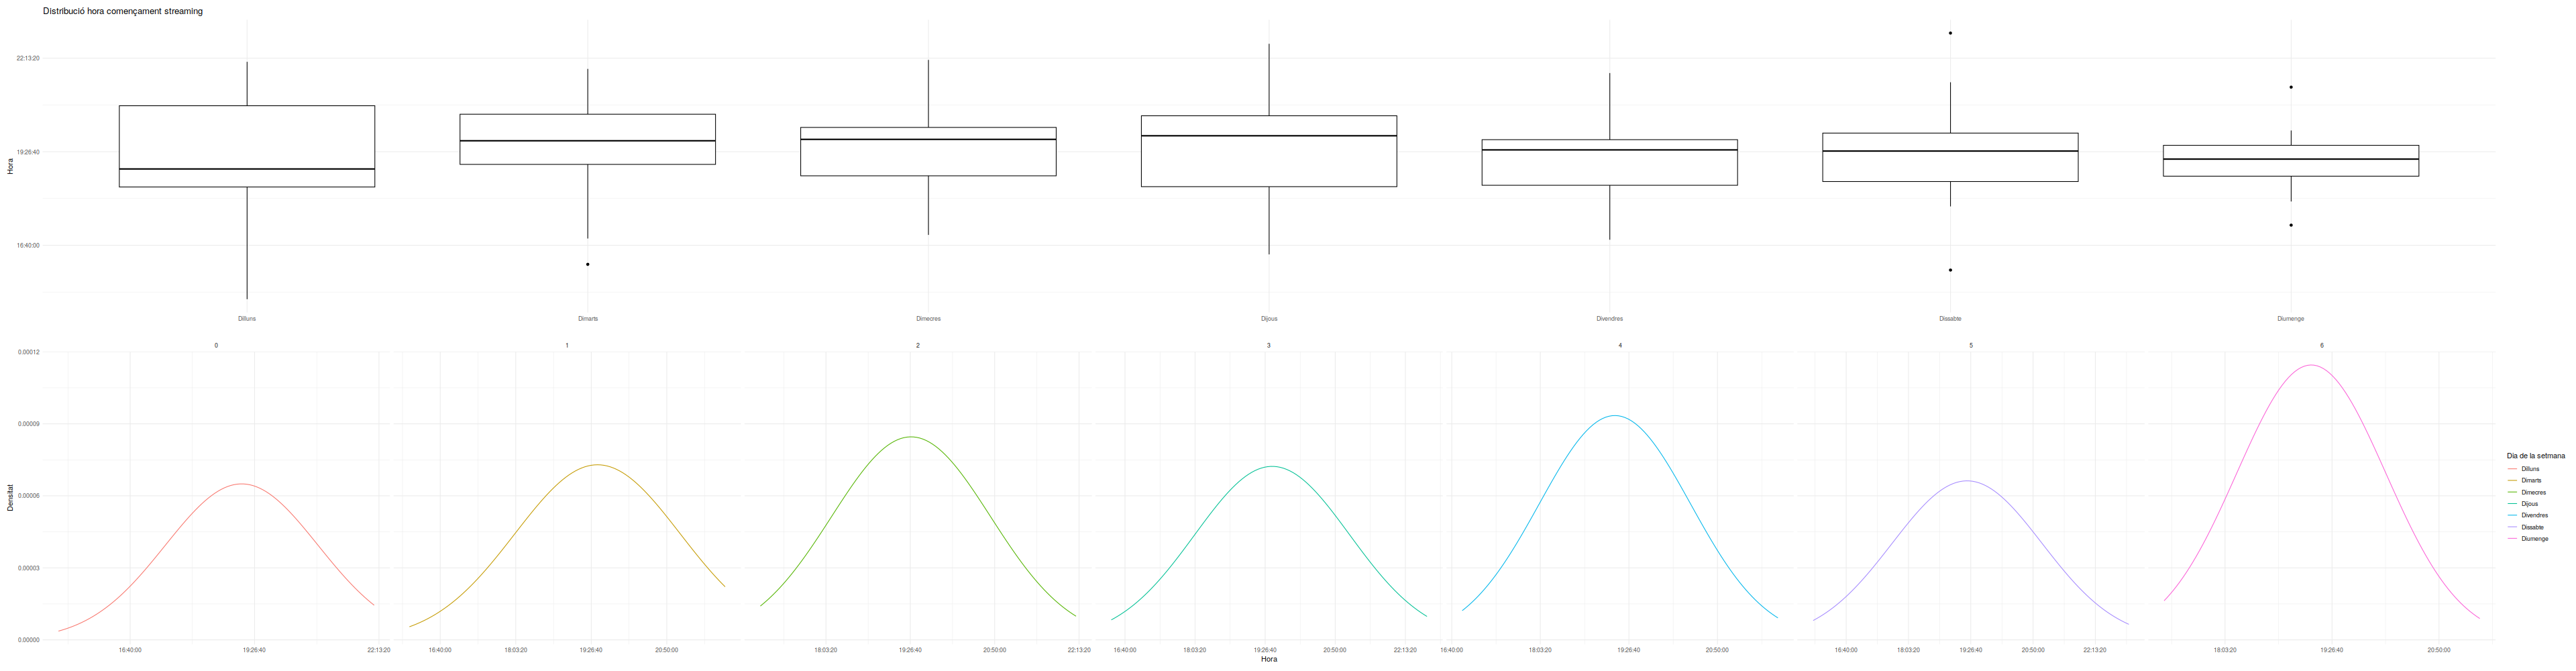 Distribució hora començament streaming
Hora
22:13:20
19:26:40
16:40:00
Dilluns Dimarts Dimecres Dijous Divendres Dissabte Diumenge
0 1 2 3 4 5 6
Densitat
0.00012
0.00009
0.00006
0.00003
0.00000
16:40:00 19:26:40 22:13:20 16:40:00 18:03:20 19:26:40 20:50:00 18:03:20 19:26:40 20:50:00 22:13:20 16:40:00 18:03:20 19:26:40 20:50:00 22:13:20 16:40:00 18:03:20 19:26:40 20:50:00 16:40:00 18:03:20 19:26:40 20:50:00 22:13:20 18:03:20 19:26:40 20:50:00
Hora
Dia de la setmana
Dilluns
Dimarts
Dimecres
Dijous
Divendres
Dissabte
Diumenge